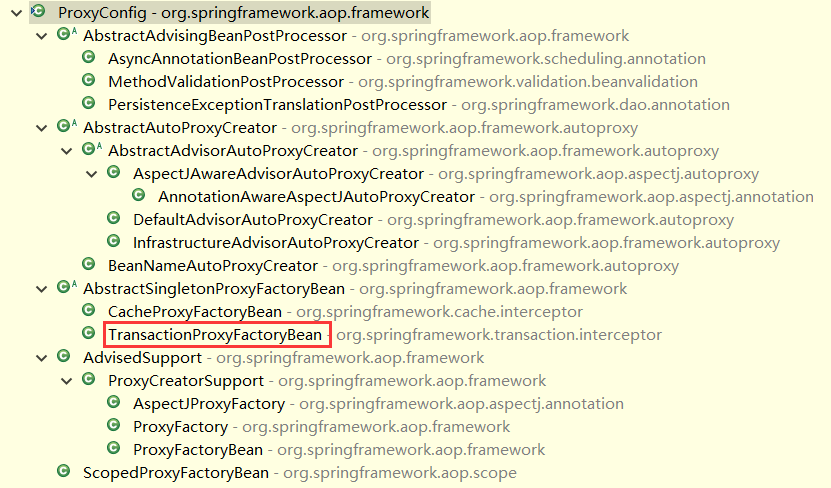 ProxyConfig - org.springframework.aop.framework
AbstractAdvisingBeanPostProcessor - org.springframework.aop.framework
AsyncAnnotationBeanPostProcessor - org.springframework.scheduling.annotation
MethodValidationPostProcessor - org.springframework.validation.beanvalidation
PersistenceExceptionTranslationPostProcessor - org.springframework.dao.annotation
AbstractAutoProxyCreator - org.springframework.aop.framework.autoproxy
AbstractAdvisorAutoProxyCreator - org.springframework.aop.framework.autoproxy
AspectJAwareAdvisorAutoProxyCreator - org.springframework.aop.aspectj.autoproxy
AnnotationAwareAspectJAutoProxyCreator - org.springframework.aop.aspectj.annotation
DefaultAdvisorAutoProxyCreator - org.springframework.aop.framework.autoproxy
InfrastructureAdvisorAutoProxyCreator - org.springframework.aop.framework.autoproxy
BeanNameAutoProxyCreator - org.springframework.aop.framework.autoproxy
AbstractSingletonProxyFactoryBean - org.springframework.aop.framework
CacheProxyFactoryBean - org.springframework.cache.interceptor
TransactionProxyFactoryBean - org.springframework.transaction.interceptor
AdvisedSupport - org.springframework.aop.framework
ProxyCreatorSupport - org.springframework.aop.framework
AspectJProxyFactory - org.springframework.aop.aspectj.annotation
ProxyFactory - org.springframework.aop.framework
ProxyFactoryBean - org.springframework.aop.framework
ScopedProxyFactoryBean - org.springframework.aop.scope